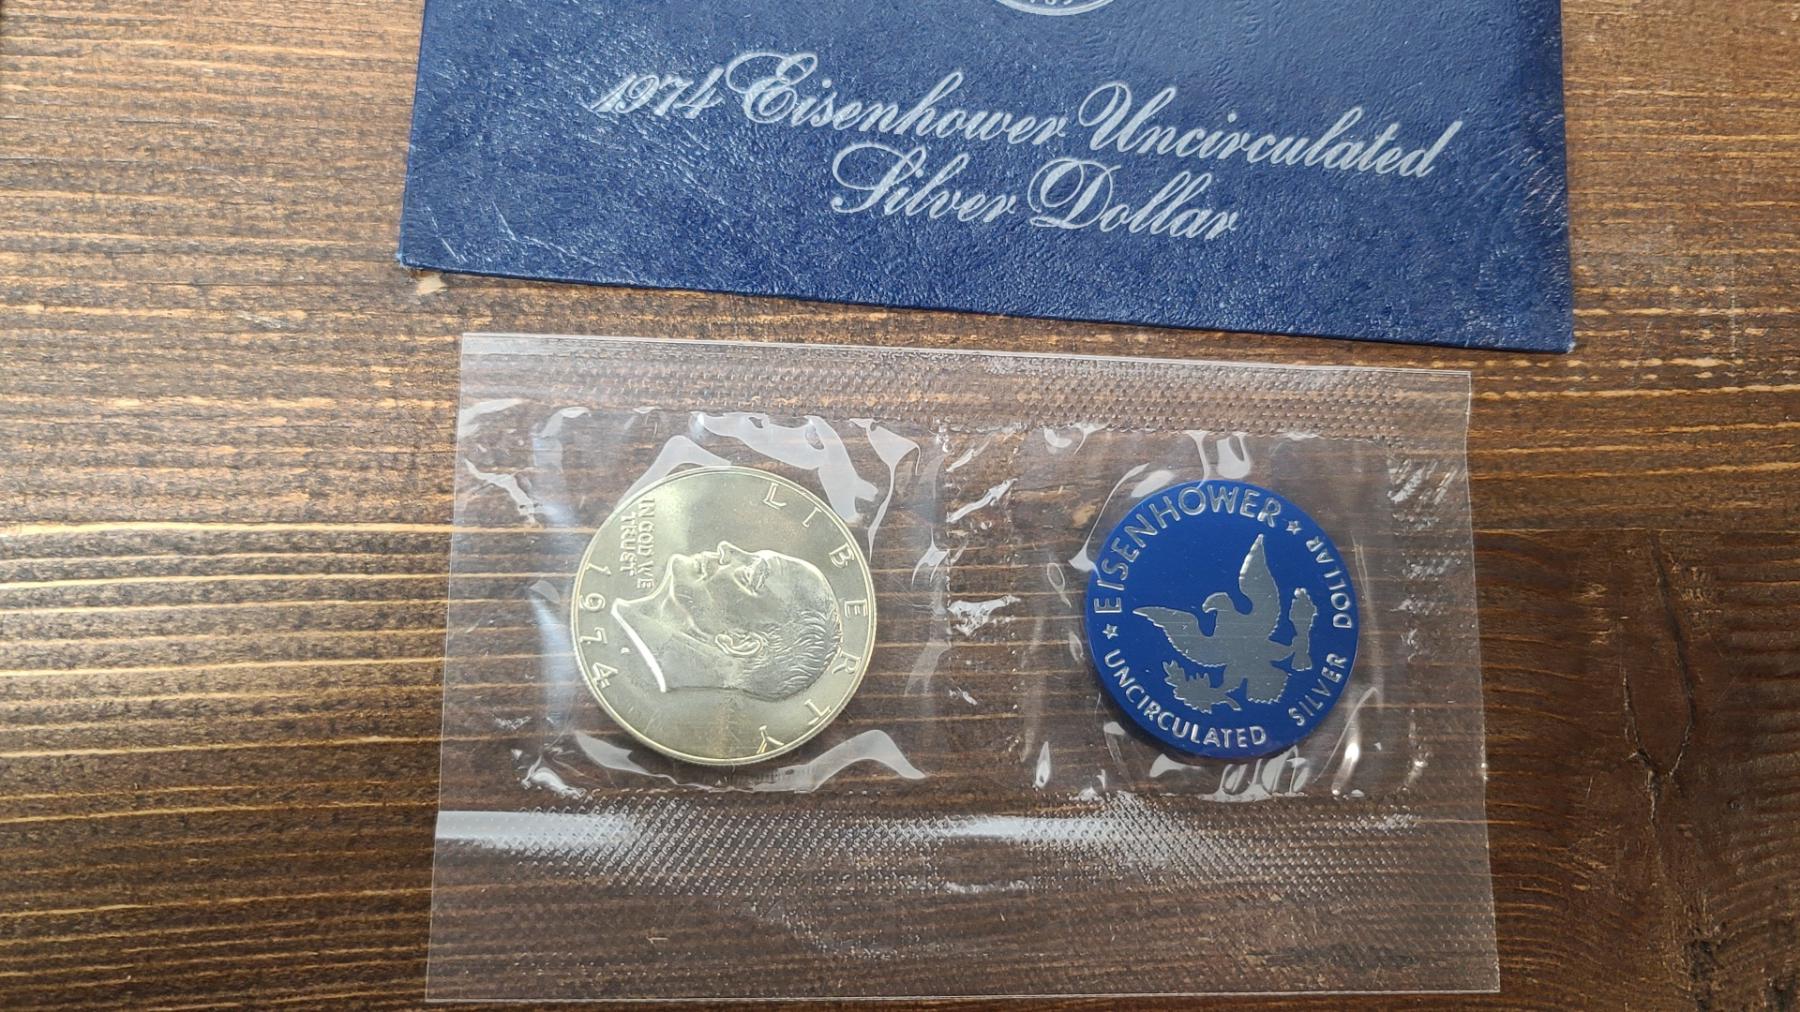 1974 Eisenhower Uncirculated
Silver Dollar
LIBERTY
IN GOD WE
TRUST
1974
EISENHOWER
UNCIRCULATED
SILVER DOLLAR